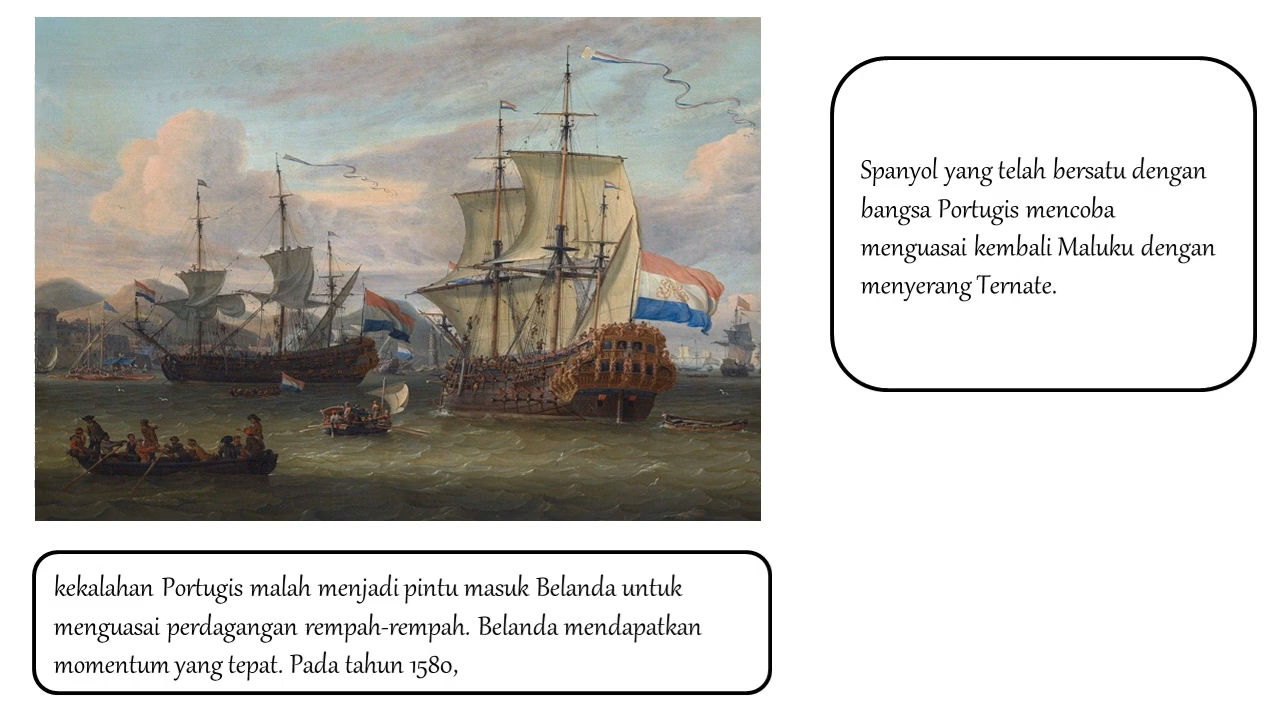 kekalahan Portugis malah menjadi pintu masuk Belanda untuk
menguasai perdagangan rempah-rempah. Belanda mendapatkan
momentum yang tepat. Pada tahun 1580,
Spanyol yang telah bersatu dengan
bangsa Portugis mencoba
menguasai kembali Maluku dengan
menyerang Ternate.